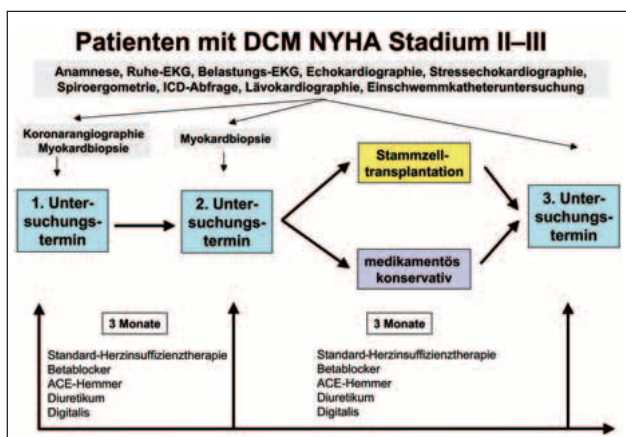 Patienten mit DCM NYHA Stadium II–III
Anamnese, Ruhe-EKG, Belastungs-EKG, Echokardiographie, Stressechokardiographie,
Spiroergometrie, ICD-Abfrage, Lävokardiographie, Einschwemmkatheteruntersuchung
Koronarangiographie
Myokardbiopsie
Myokardbiopsie
Stammzell-
transplantation
1. Unter-
suchungs-
termin
2. Unter-
suchungs-
termin
3. Unter-
suchungs-
termin
medikamentös
konservativ
3 Monate
3 Monate
Standard-Herzinsuffizienztherapie
Betablocker
ACE-Hemmer
Diuretikum
Digitalis
Standard-Herzinsuffizienztherapie
Betablocker
ACE-Hemmer
Diuretikum
Digitalis